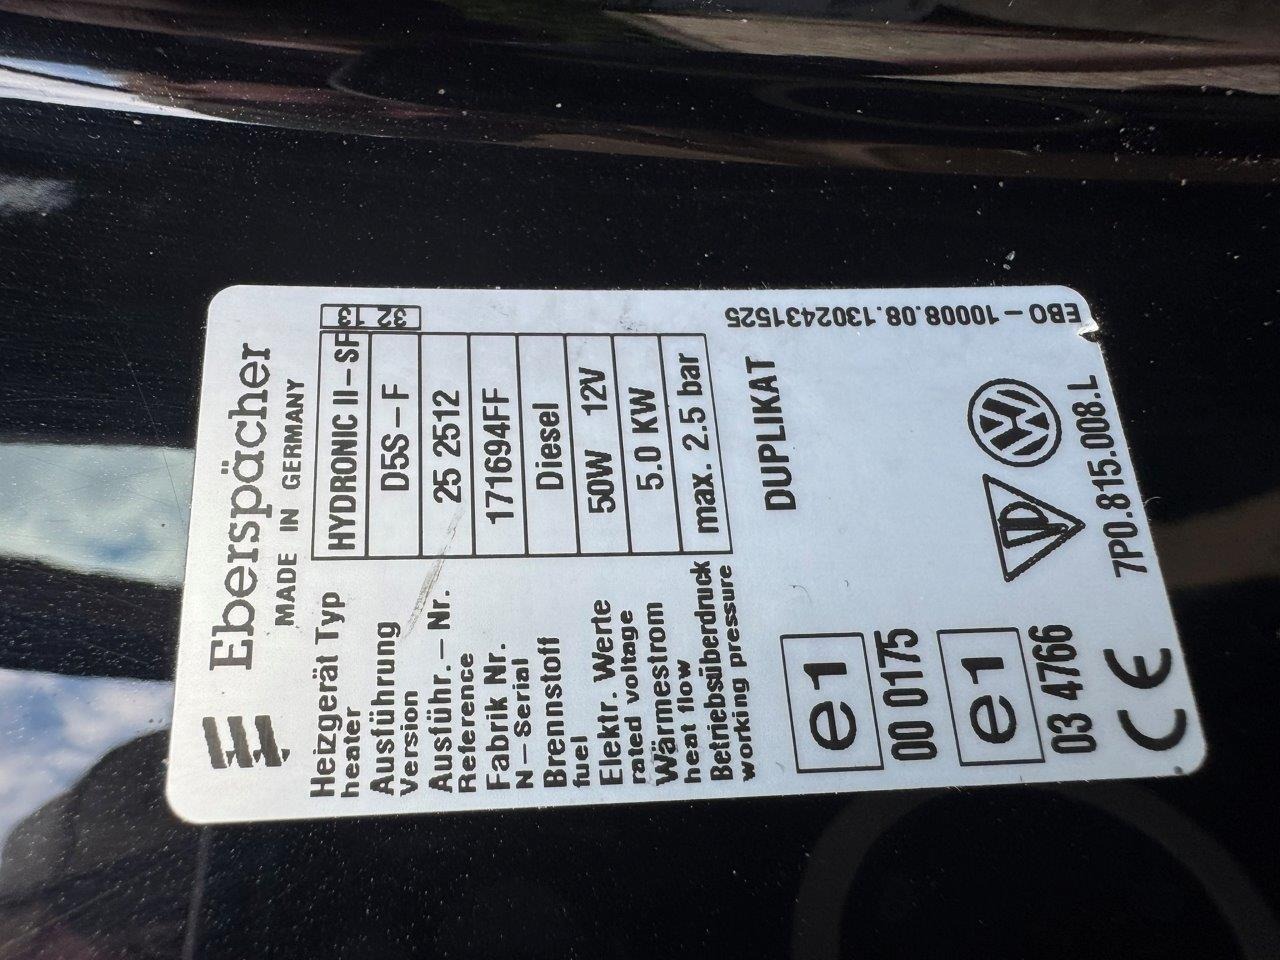 Eberspächer
MADE IN GERMANY
32 13
Heizgerät Typ HYDRONIC II-SF
heater
Ausführung D5S-F
Version
Ausführ.-Nr. 25 2512
Reference
Fabrik Nr. 171694FF
N-Serial
Brennstoff Diesel
fuel
Elektr. Werte 50W 12V
rated voltage
Wärmestrom 5.0 KW
heat flow
Betriebsüberdruck max. 2.5 bar
working pressure
DUPLIKAT
e1
00 0175
e1
03 4766
CE
VW
7P0.815.008.L
EBO -10008.08.1302431525